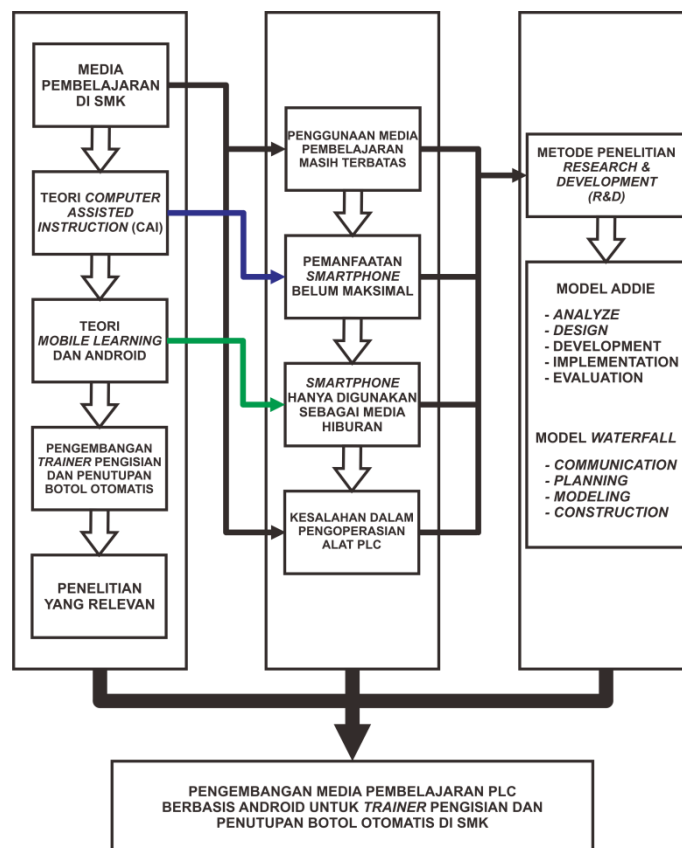 MEDIA
PEMBELAJARAN
DI SMK
TEORI COMPUTER
ASSISTED
INSTRUCTION (CAI)
TEORI
MOBILE LEARNING
DAN ANDROID
PENGEMBANGAN
TRAINER PENGISIAN
DAN PENUTUPAN
BOTOL OTOMATIS
PENELITIAN
YANG RELEVAN
PENGGUNAAN MEDIA
PEMBELAJARAN
MASIH TERBATAS
PEMANFAATAN
SMARTPHONE
BELUM MAKSIMAL
SMARTPHONE
HANYA DIGUNAKAN
SEBAGAI MEDIA
HIBURAN
KESALAHAN DALAM
PENGOPERASIAN
ALAT PLC
METODE PENELITIAN
RESEARCH &
DEVELOPMENT
(R&D)
MODEL ADDIE
- ANALYZE
- DESIGN
- DEVELOPMENT
- IMPLEMENTATION
- EVALUATION
MODEL WATERFALL
- COMMUNICATION
- PLANNING
- MODELING
- CONSTRUCTION
PENGEMBANGAN MEDIA PEMBELAJARAN PLC
BERBASIS ANDROID UNTUK TRAINER PENGISIAN DAN
PENUTUPAN BOTOL OTOMATIS DI SMK